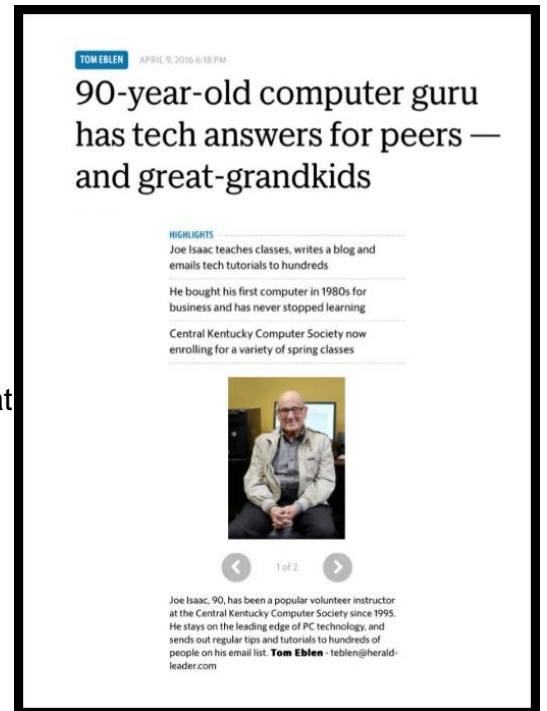 TOM EBLEN APRIL 9, 2016 6:18 PM
90-year-old computer guru
has tech answers for peers —
and great-grandkids
HIGHLIGHTS
Joe Isaac teaches classes, writes a blog and
emails tech tutorials to hundreds
He bought his first computer in 1980s for
business and has never stopped learning
Central Kentucky Computer Society now
enrolling for a variety of spring classes
1 of 2
Joe Isaac, 90, has been a popular volunteer instructor
at the Central Kentucky Computer Society since 1995.
He stays on the leading edge of PC technology, and
sends out regular tips and tutorials to hundreds of
people on his email list. Tom Eblen - teblen@herald-
leader.com